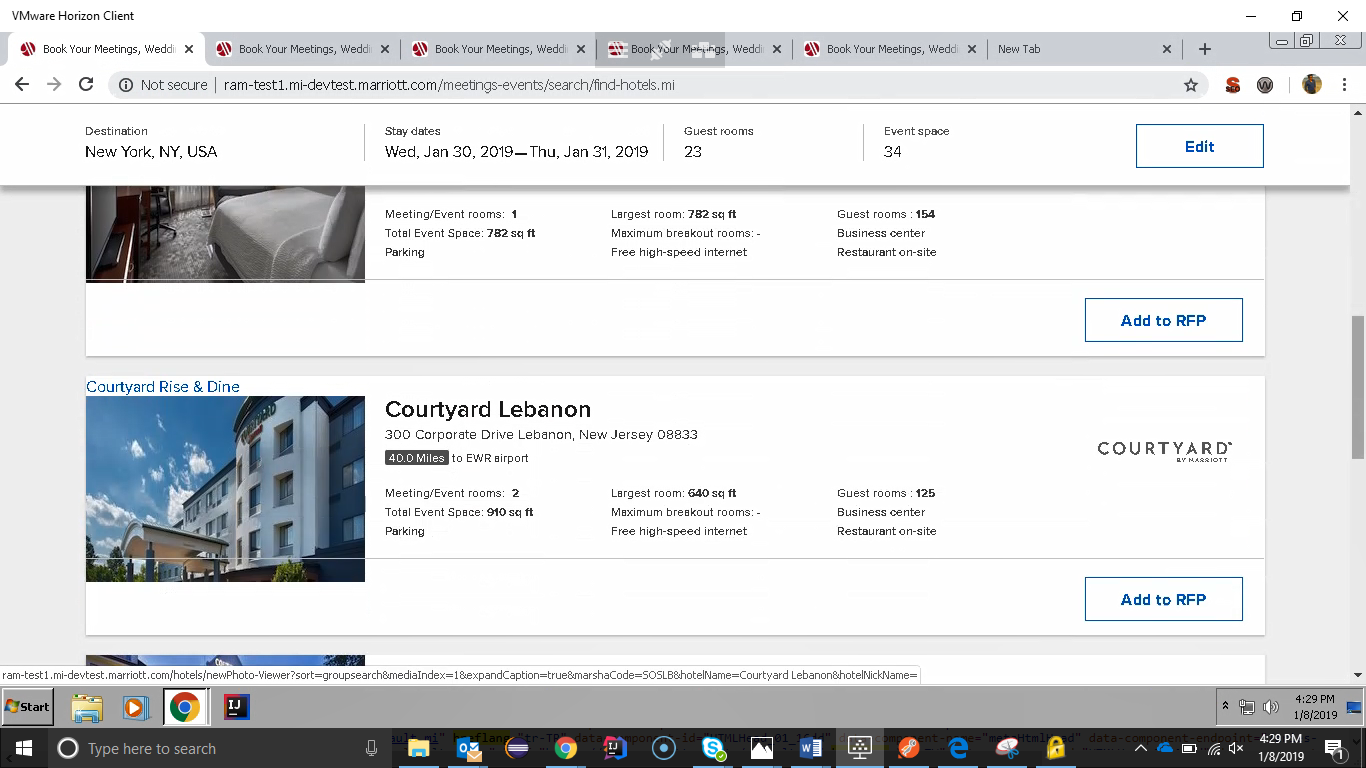 VMware Horizon Client
Book Your Meetings, Weddi
Book Your Meetings, Weddi
Book Your Meetings, Weddi
Book Your Meetings, Weddi
Book Your Meetings, Weddi
New Tab
Not secure
ram-test1.mi-devtest.marriott.com/meetings-events/search/find-hotels.mi
Destination Stay dates Guest rooms Event space
New York, NY, USA Wed, Jan 30, 2019—Thu, Jan 31, 2019 23 34
Edit
Meeting/Event rooms: 1 Largest room: 782 sq ft Guest rooms : 154
Total Event Space: 782 sq ft Maximum breakout rooms: - Business center
Parking Free high-speed internet Restaurant on-site
Add to RFP
Courtyard Rise & Dine
Courtyard Lebanon
300 Corporate Drive Lebanon, New Jersey 08833
40.0 Miles to EWR airport
COURTYARD
BY MARRIOTT
Meeting/Event rooms: 2 Largest room: 640 sq ft Guest rooms : 125
Total Event Space: 910 sq ft Maximum breakout rooms: - Business center
Parking Free high-speed internet Restaurant on-site
Add to RFP
ram-test1.mi-devtest.marriott.com/hotels/newPhoto-Viewer?sort=groupsearch&mediaIndex=1&expandCaption=true&marshaCode=SOSLB&hotelName=Courtyard Lebanon&hotelNickName=
Start
4:29 PM
1/8/2019
Type here to search
4:29 PM
1/8/2019